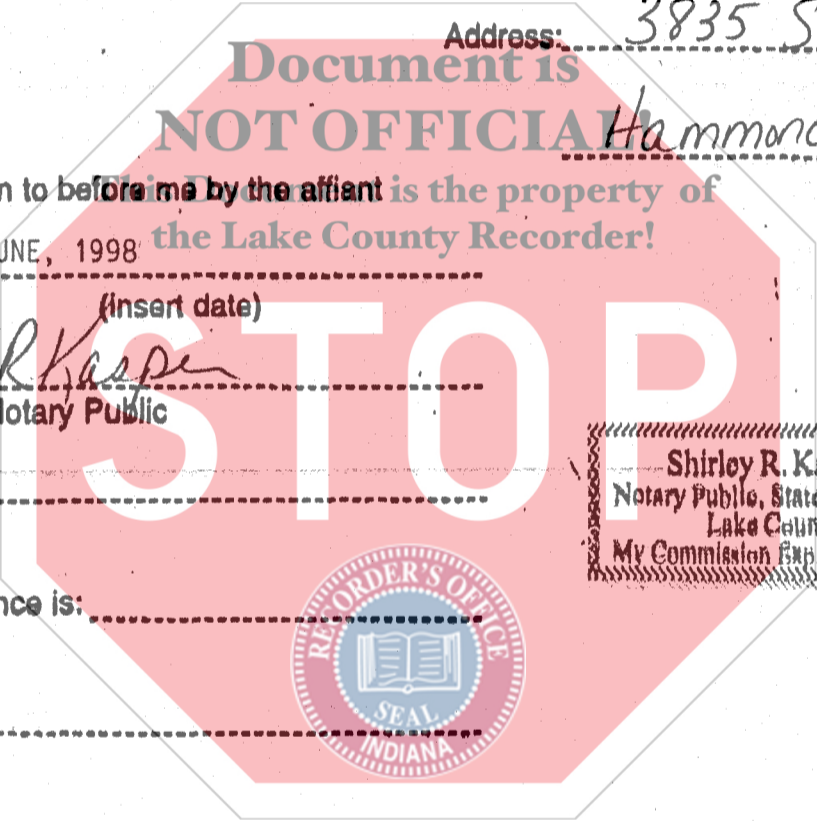 Address: 3835 S
Document is
NOT OFFICIAL!
Hammond
n to before me by the affiant
This Document is the property of
the Lake County Recorder!
UNE, 1998
(insert date)
R Kasper
Notary Public
STOP
Shirley R. K
Notary Public, State
Lake Coun
My Commission Exp
nce is:
RECORDER'S OFFICE
SEAL
INDIANA